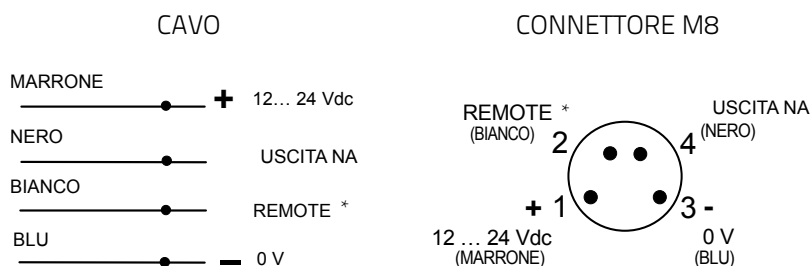 CAVO
MARRONE
+ 12... 24 Vdc
NERO
USCITA NA
BIANCO
REMOTE *
BLU
− 0 V
CONNETTORE M8
REMOTE *
(BIANCO)
2
USCITA NA
(NERO)
4
+ 1
12 ... 24 Vdc
(MARRONE)
3 -
0 V
(BLU)